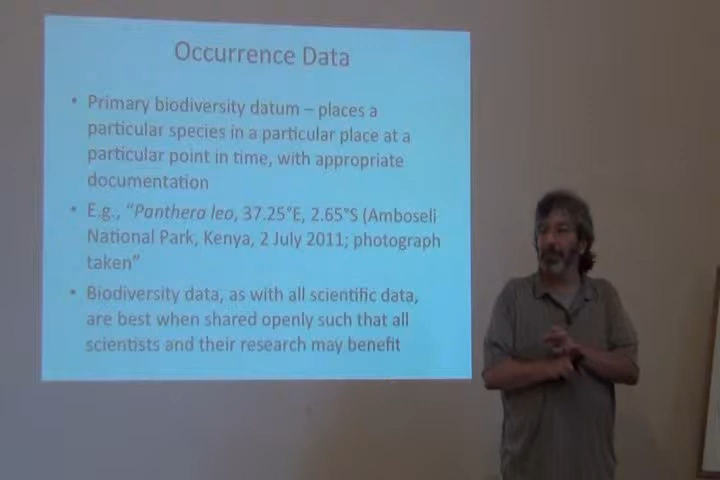 Occurrence Data
• Primary biodiversity datum – places a
particular species in a particular place at a
particular point in time, with appropriate
documentation
• E.g., “Panthera leo, 37.25°E, 2.65°S (Amboseli
National Park, Kenya, 2 July 2011; photograph
taken”
• Biodiversity data, as with all scientific data,
are best when shared openly such that all
scientists and their research may benefit